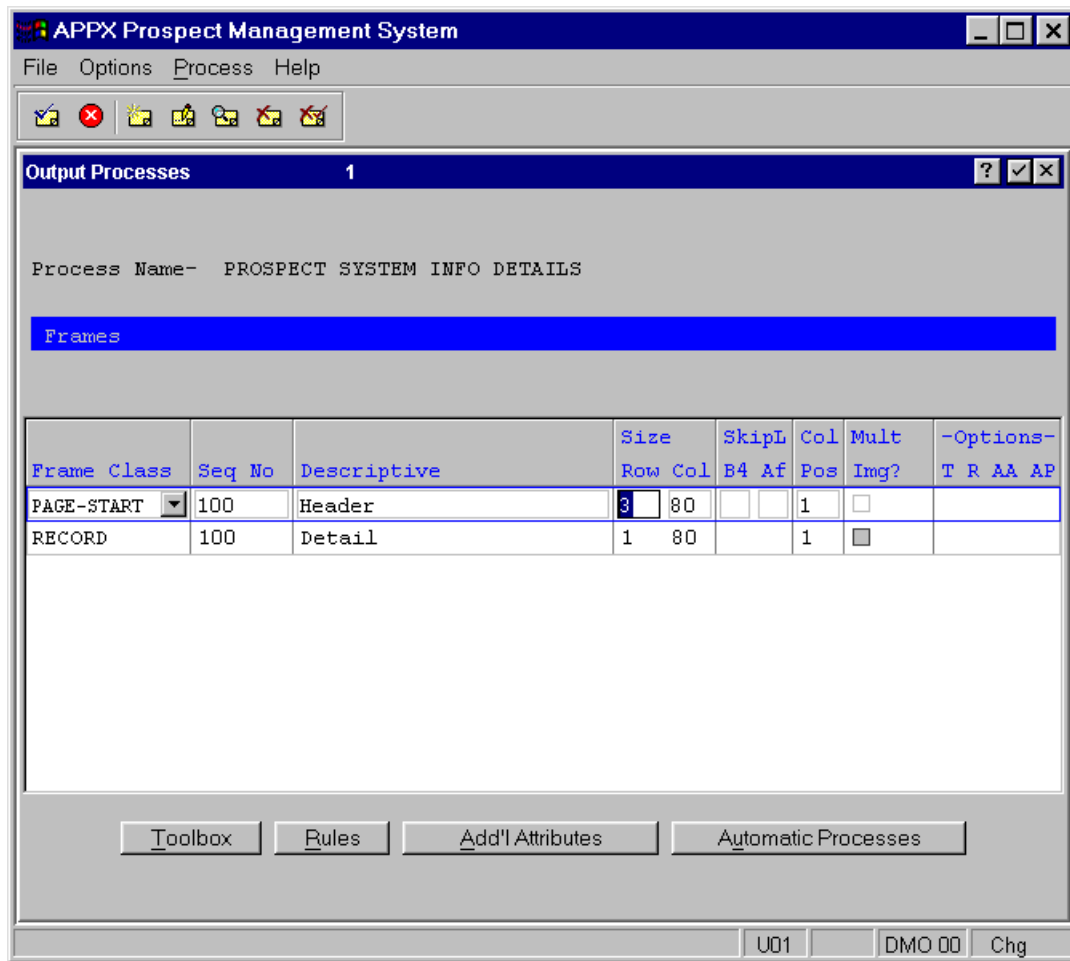 APPX Prospect Management System
File Options Process Help
Output Processes 1
Process Name- PROSPECT SYSTEM INFO DETAILS
Frames
Size SkipL Col Mult -Options-
Frame Class Seq No Descriptive Row Col B4 Af Pos Img? T R AA AP
PAGE-START 100 Header 3 80 1
RECORD 100 Detail 1 80 1
Toolbox Rules Add'l Attributes Automatic Processes
U01 DMO 00 Chg